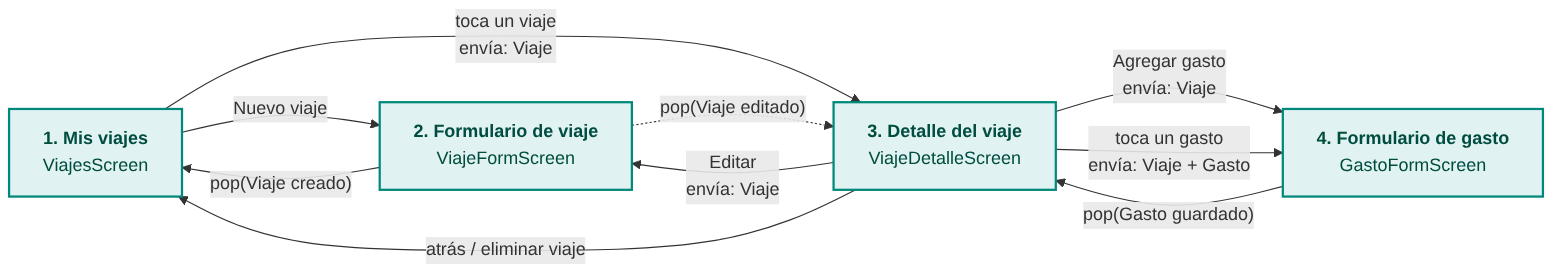 toca un viaje
envía: Viaje
Nuevo viaje
1. Mis viajes
ViajesScreen
pop(Viaje creado)
2. Formulario de viaje
ViajeFormScreen
pop(Viaje editado)
Editar
envía: Viaje
atrás / eliminar viaje
3. Detalle del viaje
ViajeDetalleScreen
Agregar gasto
envía: Viaje
toca un gasto
envía: Viaje + Gasto
pop(Gasto guardado)
4. Formulario de gasto
GastoFormScreen